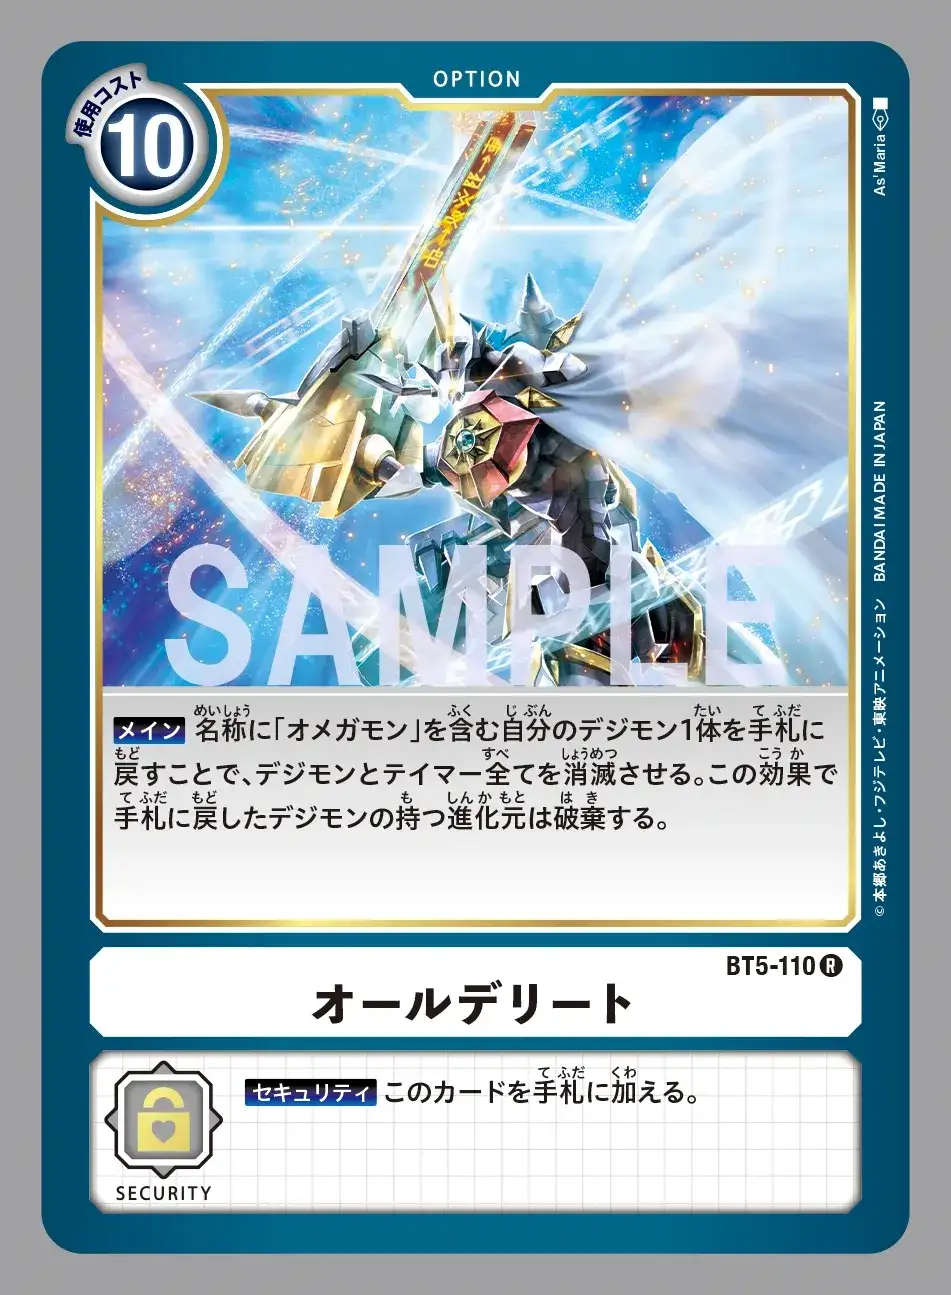 OPTION
使用コスト
10
As'Maria
SAMPLE
メイン 名称に「オメガモン」を含む自分のデジモン1体を手札に
戻すことで、デジモンとテイマー全てを消滅させる。この効果で
手札に戻したデジモンの持つ進化元は破棄する。
©本郷あきよし・フジテレビ・東映アニメーション BANDAI MADE IN JAPAN
BT5-110 R
オールデリート
セキュリティ このカードを手札に加える。
SECURITY